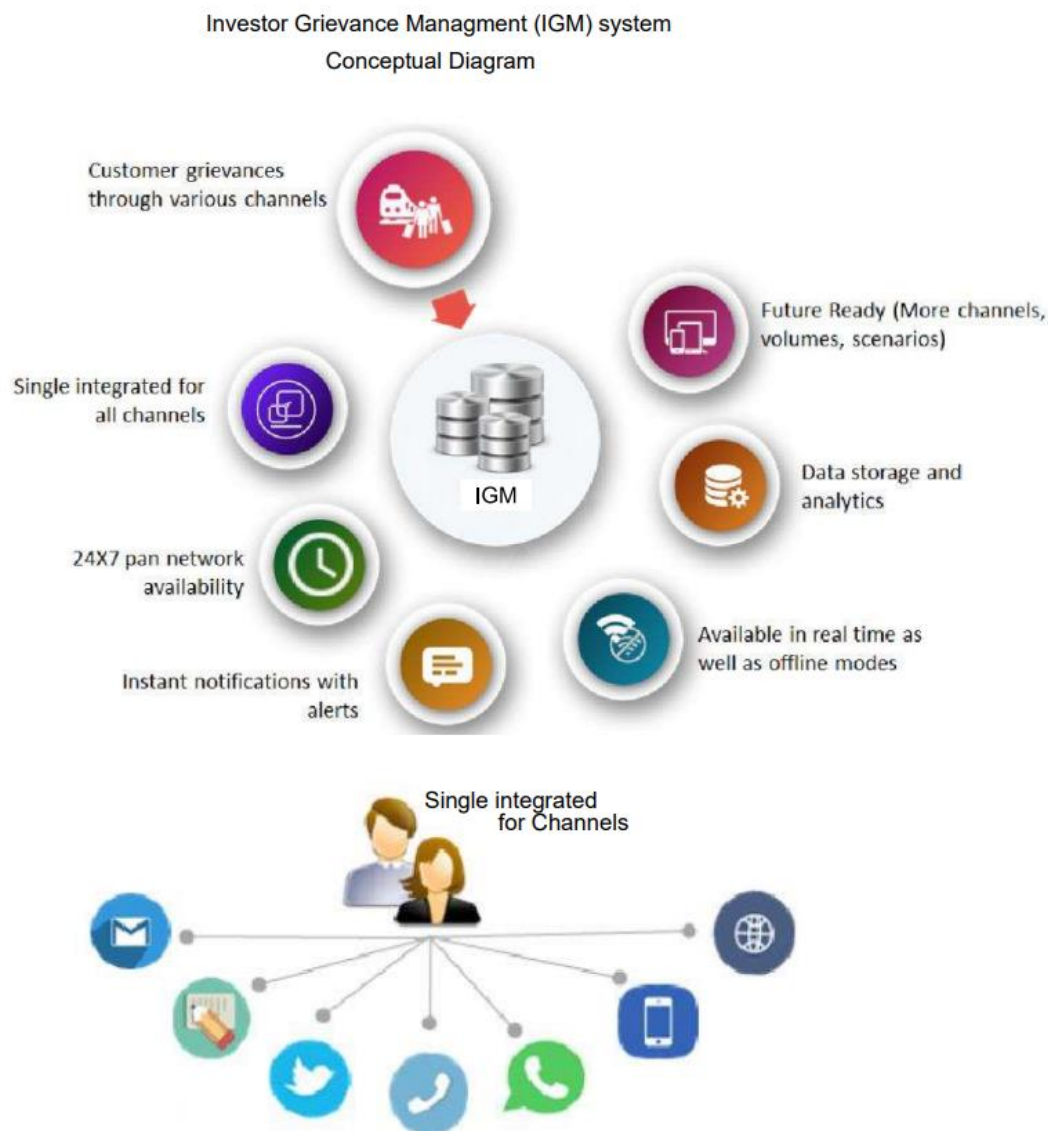 Investor Grievance Managment (IGM) system
Conceptual Diagram
Customer grievances
through various channels
Future Ready (More channels,
volumes, scenarios)
Single integrated for
all channels
IGM
Data storage and
analytics
24X7 pan network
availability
Available in real time as
well as offline modes
Instant notifications with
alerts
Single integrated
for Channels